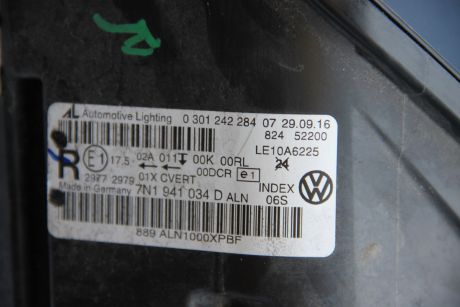 R
AL Automotive Lighting 0 301 242 284 07 29.09.16
824 52200
LE10A6225
R E1 17,5 02A 011 00K 00RL 24
2977 2979 01X CVERT 00DCR e1
Made in Germany 7N1 941 034 D ALN INDEX 06S
889 ALN1000XPBF